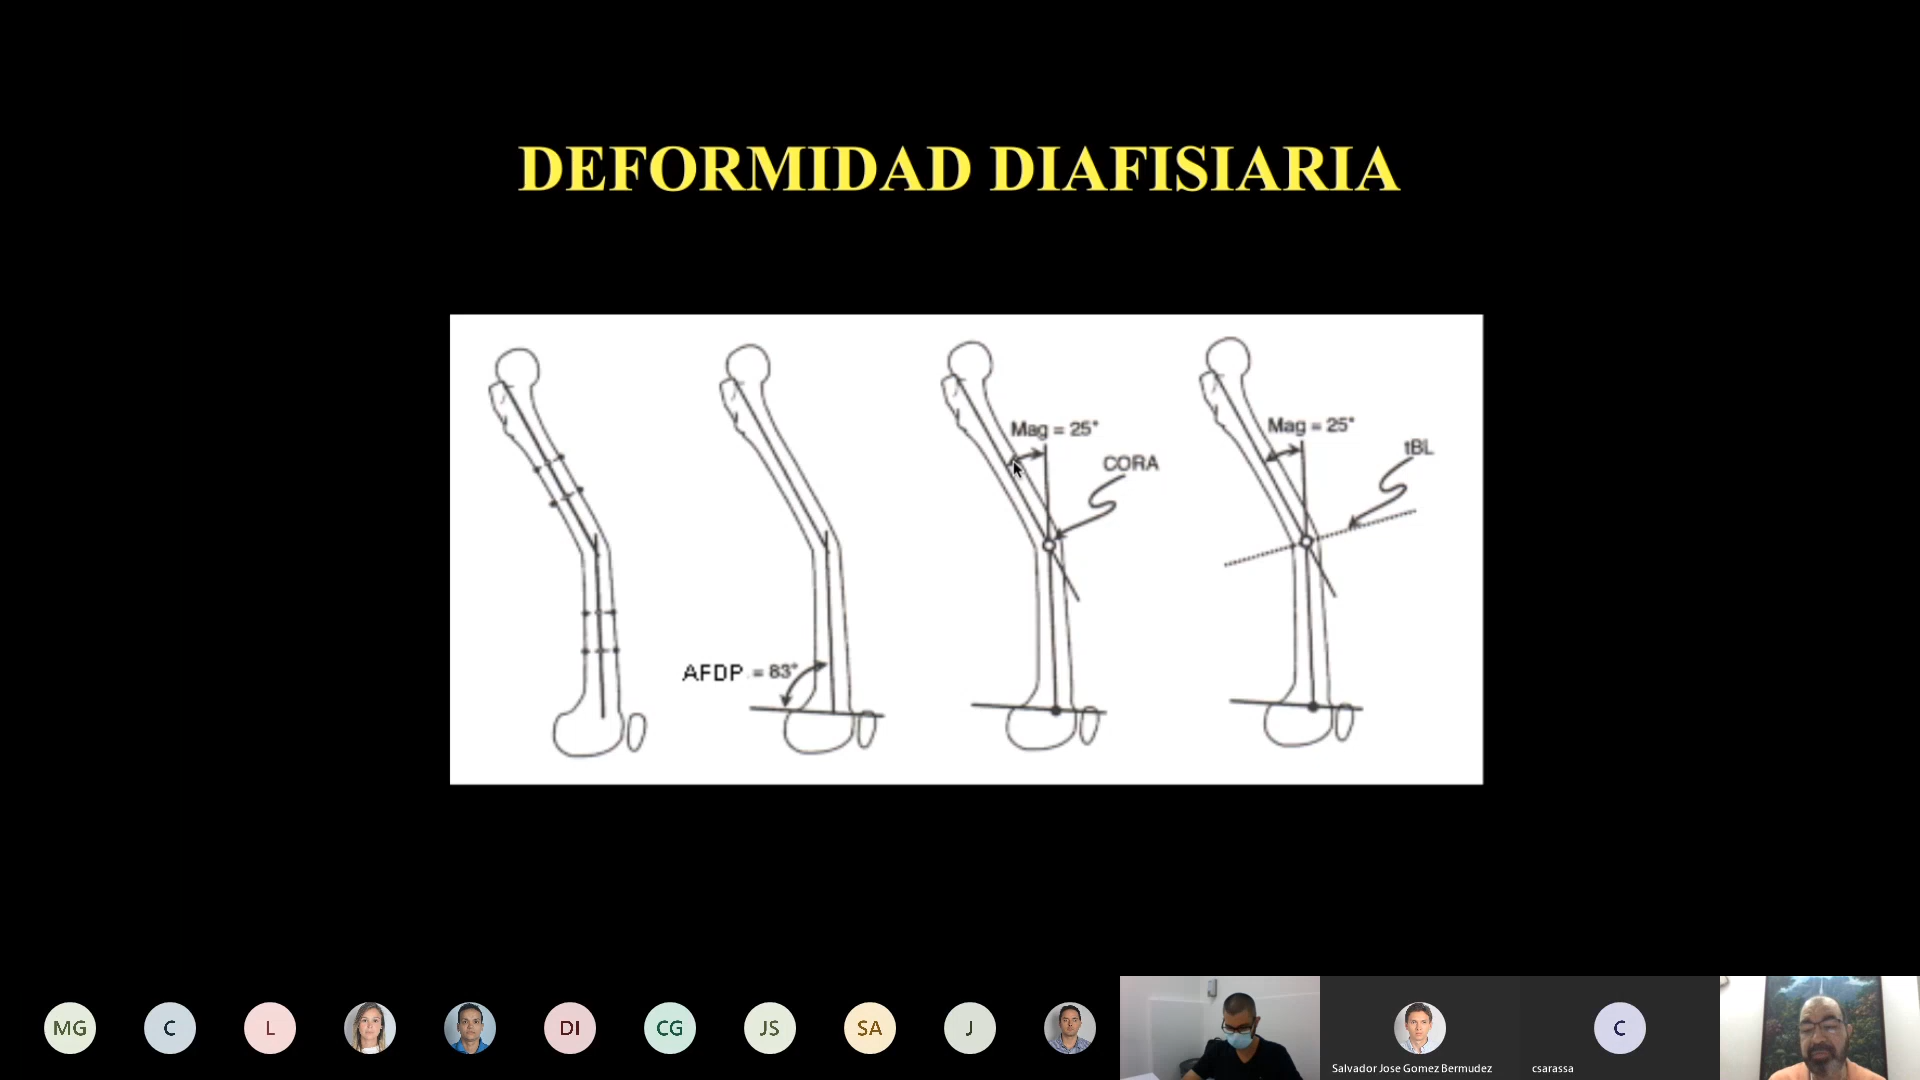 DEFORMIDAD DIAFISIARIA
Mag = 25°
CORA
AFDP = 83°
Mag = 25°
tBL
MG
C
L
DI
CG
JS
SA
J
Salvador Jose Gomez Bermudez
C
csarassa